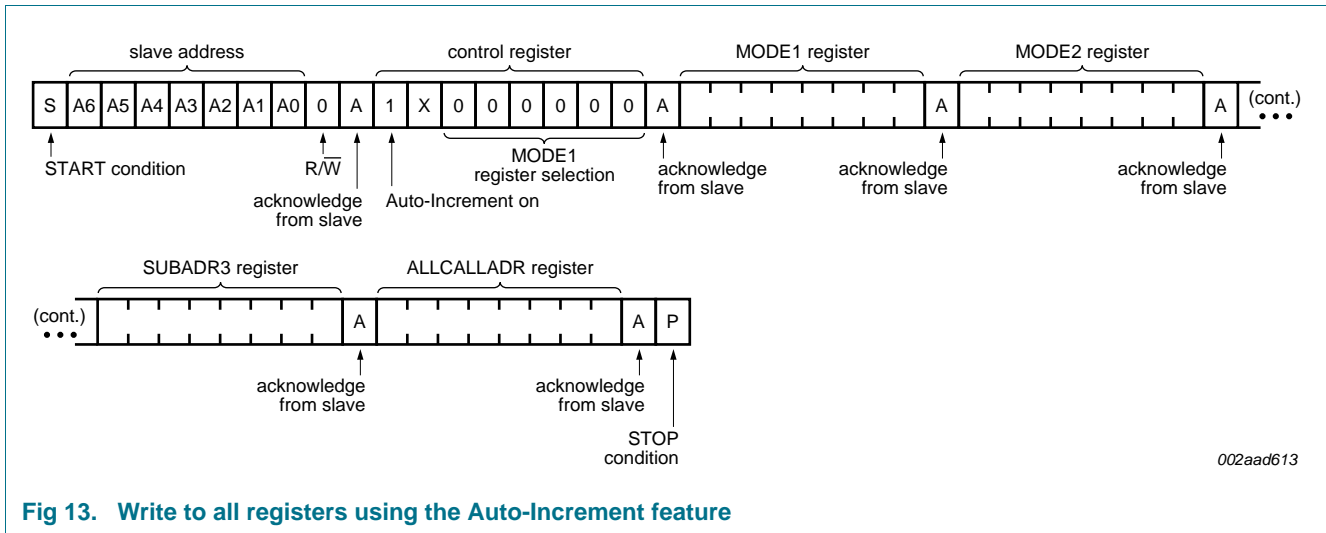 slave address control register MODE1 register MODE2 register
S A6 A5 A4 A3 A2 A1 A0 0 A 1 X 0 0 0 0 0 0 A A A (cont.)
START condition R/W̅ MODE1 register selection
acknowledge from slave
Auto-Increment on
acknowledge from slave
acknowledge from slave
acknowledge from slave
SUBADR3 register ALLCALLADR register
(cont.) A A P
acknowledge from slave
acknowledge from slave
STOP condition
002aad613
Fig 13. Write to all registers using the Auto-Increment feature